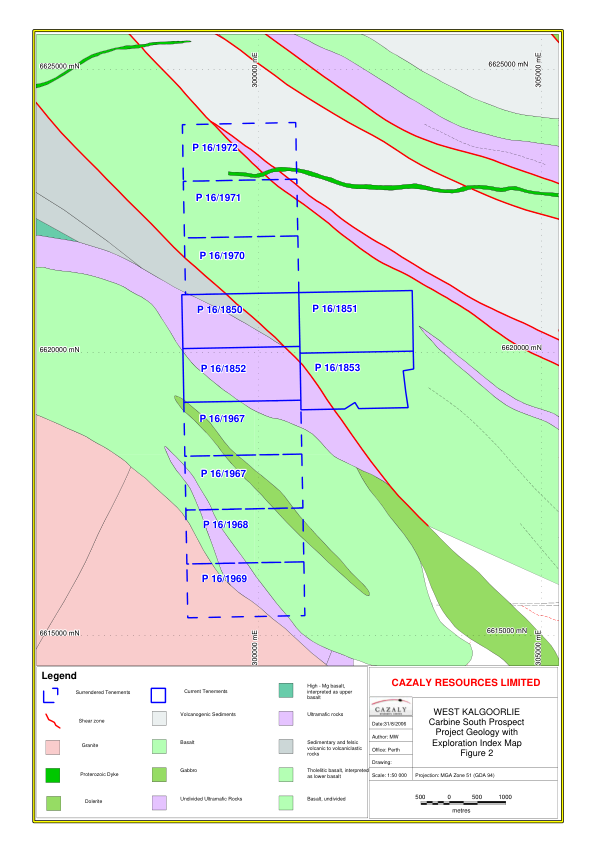 6625000 mN
300000 mE
6625000 mN
305000 mE
P 16/1972
P 16/1971
P 16/1970
P 16/1850
P 16/1851
6620000 mN
6620000 mN
P 16/1852
P 16/1853
P 16/1967
P 16/1967
P 16/1968
P 16/1969
6615000 mN
300000 mE
6615000 mN
305000 mE
Legend
Surrendered Tenements
Current Tenements
High - Mg basalt,
interpreted as upper
basalt
Shear zone
Volcanogenic Sediments
Ultramafic rocks
Granite
Basalt
Sedimentary and felsic
volcanic to volcaniclastic
rocks
Proterozoic Dyke
Gabbro
Tholeiitic basalt, interpreted
as lower basalt
Dolerite
Undivided Ultramafic Rocks
Basalt, undivided
CAZALY RESOURCES LIMITED
CAZALY
Date:31/8/2006
Author: MW
Office: Perth
Drawing:
Scale: 1:50 000
Projection: MGA Zone 51 (GDA 94)
WEST KALGOORLIE
Carbine South Prospect
Project Geology with
Exploration Index Map
Figure 2
500 0 500 1000
metres